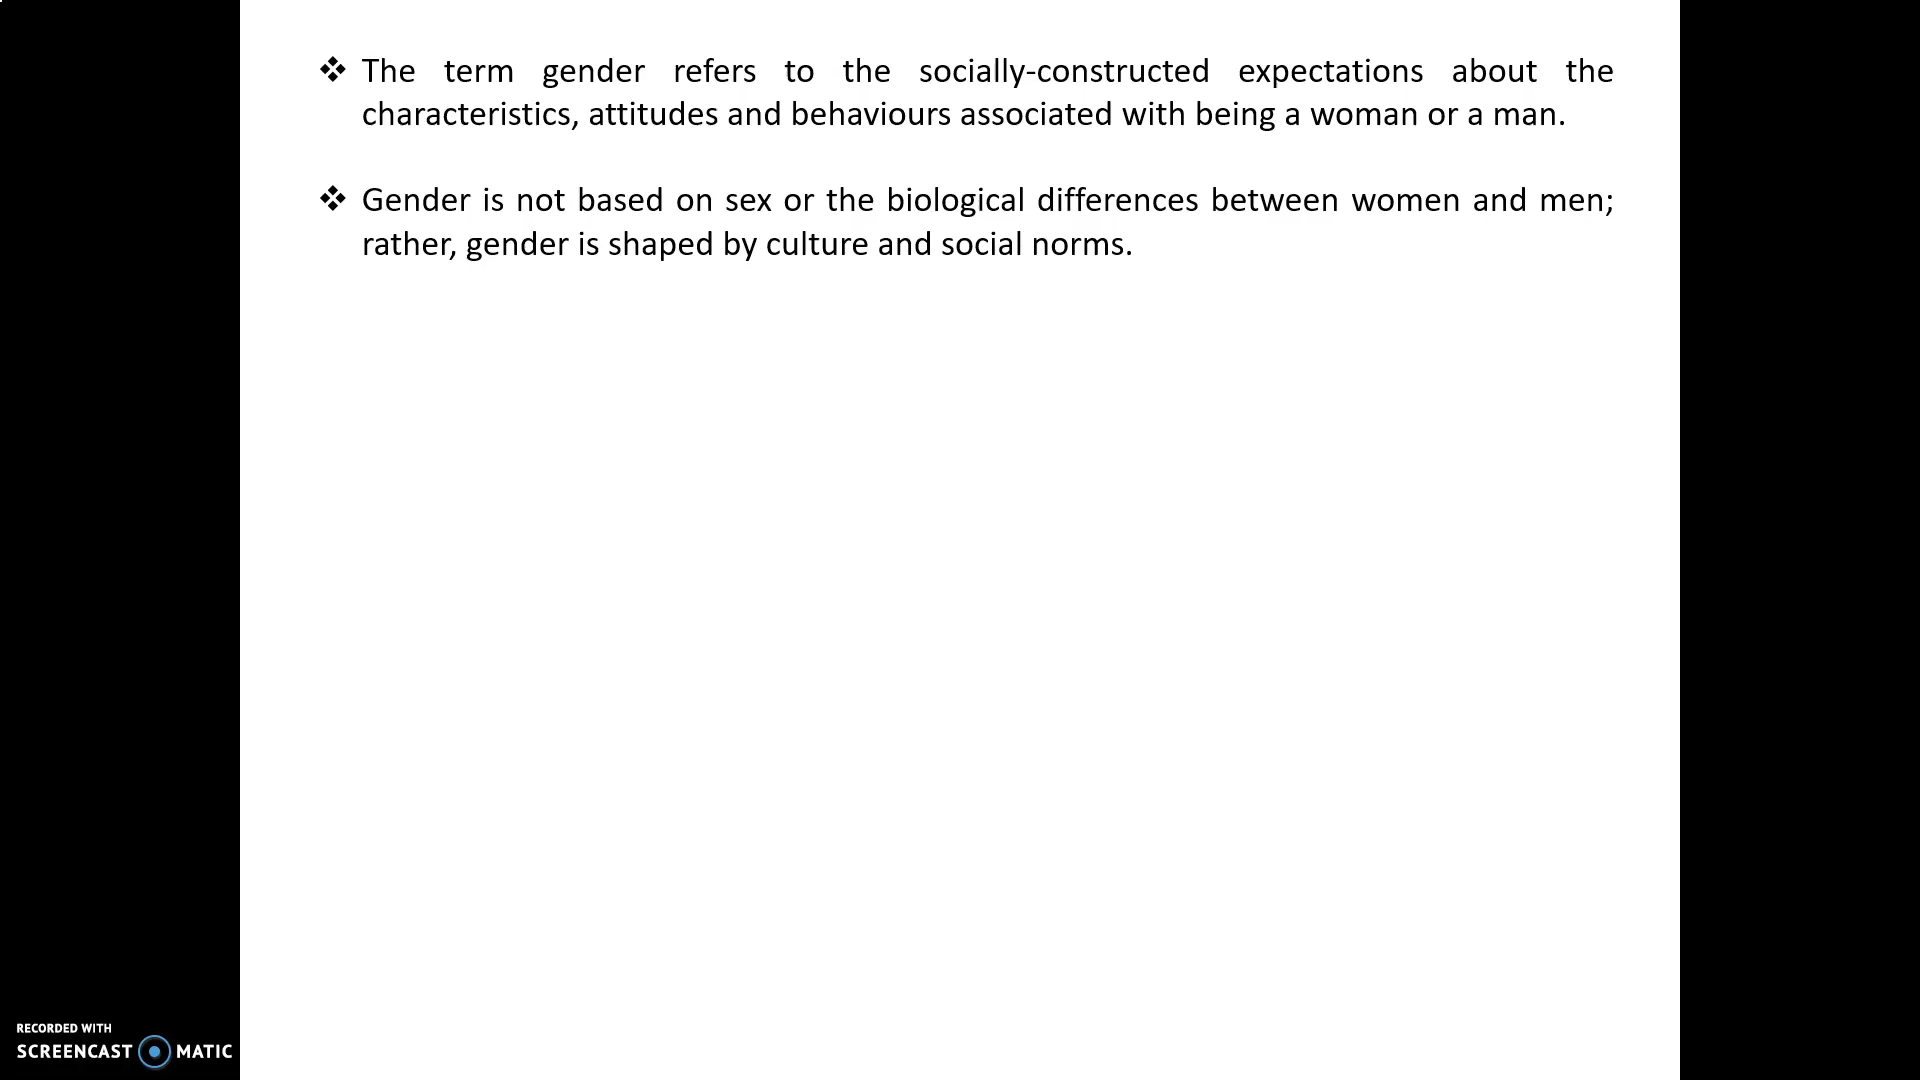 ❖ The term gender refers to the socially-constructed expectations about the
characteristics, attitudes and behaviours associated with being a woman or a man.
❖ Gender is not based on sex or the biological differences between women and men;
rather, gender is shaped by culture and social norms.
RECORDED WITH
SCREENCAST MATIC